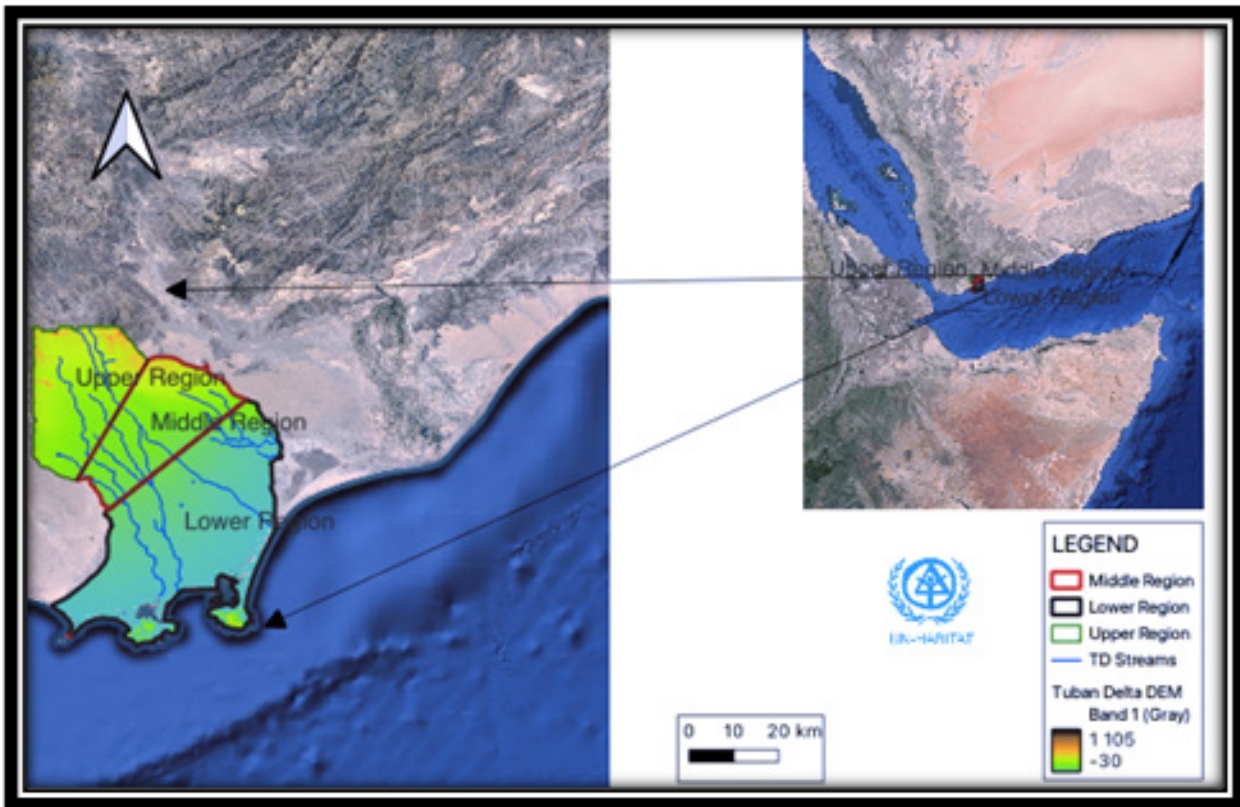 Upper Region
Middle Region
Lower Region
Upper Region
Middle Region
Lower Region
UN-HABITAT
LEGEND
Middle Region
Lower Region
Upper Region
TD Streams
Tuban Delta DEM
Band 1 (Gray)
1 105
-30
0 10 20 km